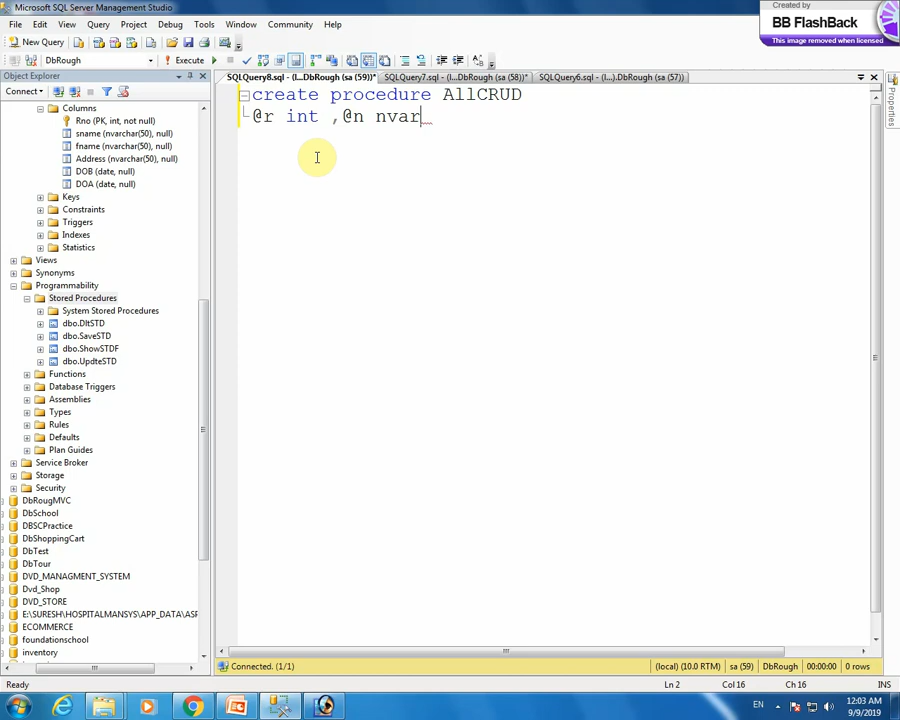 Microsoft SQL Server Management Studio
Created by
BB FlashBack
This image removed when licensed
File Edit View Query Project Debug Tools Window Community Help
New Query
DbRough
Execute
Object Explorer
SQLQuery8.sql - (l...DbRough (sa (59))*
SQLQuery7.sql - (l...DbRough (sa (58))*
SQLQuery6.sql - (l...).DbRough (sa (57))
Connect
Properties
create procedure AllCRUD
@r int ,@n nvar
Columns
Rno (PK, int, not null)
sname (nvarchar(50), null)
fname (nvarchar(50), null)
Address (nvarchar(50), null)
DOB (date, null)
DOA (date, null)
Keys
Constraints
Triggers
Indexes
Statistics
Views
Synonyms
Programmability
Stored Procedures
System Stored Procedures
dbo.DltSTD
dbo.SaveSTD
dbo.ShowSTDF
dbo.UpdteSTD
Functions
Database Triggers
Assemblies
Types
Rules
Defaults
Plan Guides
Service Broker
Storage
Security
DbRougMVC
DbSchool
DBSCPractice
DbShoppingCart
DbTest
DbTour
DVD_MANAGMENT_SYSTEM
Dvd_Shop
DVD_STORE
E:\SURESH\HOSPITALMANSYS\APP_DATA\ASP
ECOMMERCE
foundationschool
inventory
Connected. (1/1)
(local) (10.0 RTM) sa (59) DbRough 00:00:00 0 rows
Ready
Ln 2 Col 16 Ch 16 INS
EN
12:03 AM
9/9/2019